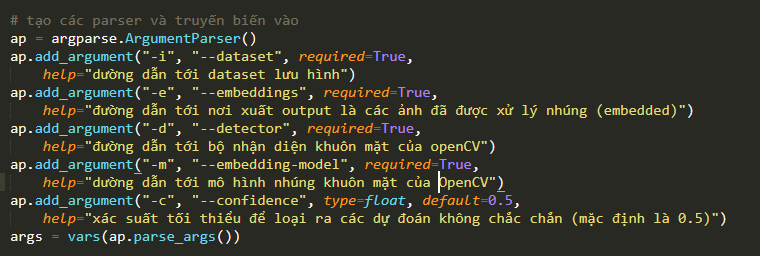 # tạo các parser và truyến biến vào
ap = argparse.ArgumentParser()
ap.add_argument("-i", "--dataset", required=True,
    help="dường dẫn tới dataset lưu hình")
ap.add_argument("-e", "--embeddings", required=True,
    help="đường dẫn tới nơi xuất output là các ảnh đã được xử lý nhúng (embedded)")
ap.add_argument("-d", "--detector", required=True,
    help="đường dẫn tới bộ nhận diện khuôn mặt của openCV")
ap.add_argument("-m", "--embedding-model", required=True,
    help="dường dẫn tới mô hình nhúng khuôn mặt của OpenCV")
ap.add_argument("-c", "--confidence", type=float, default=0.5,
    help="xác suất tối thiểu để loại ra các dự đoán không chắc chắn (mặc định là 0.5)")
args = vars(ap.parse_args())